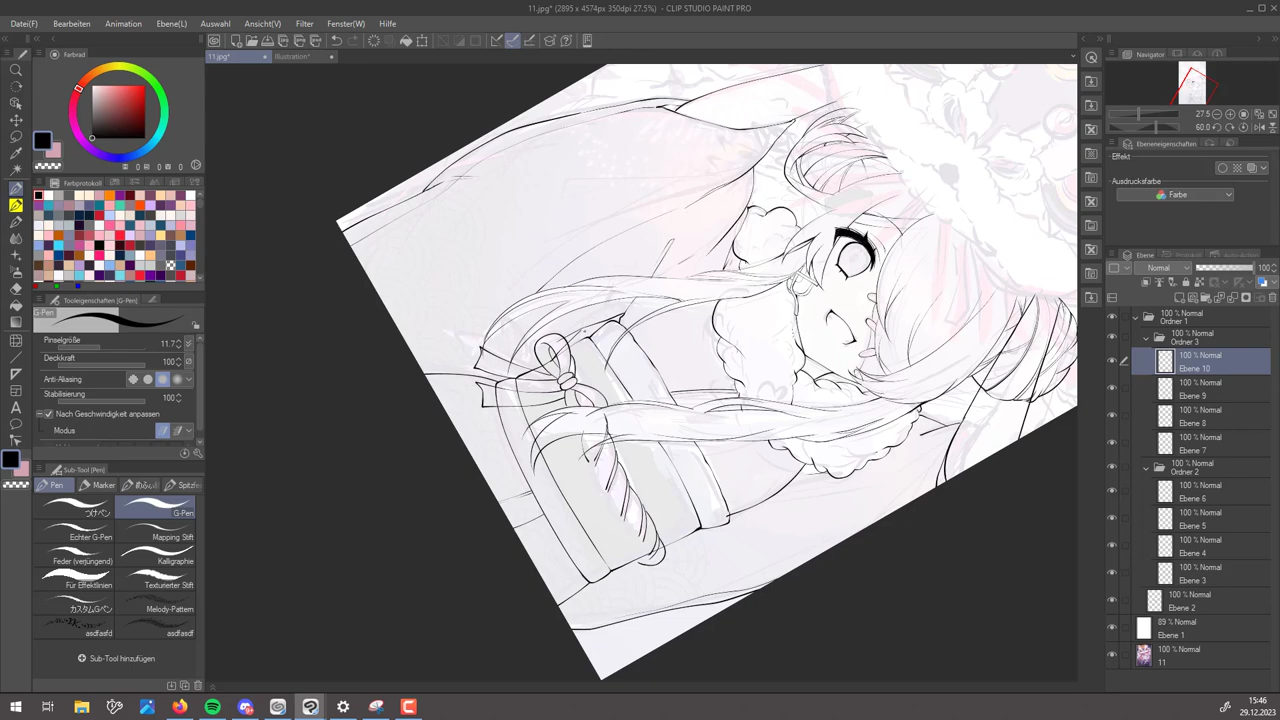 11.jpg* (2895 x 4574px 350dpi 27.5%) - CLIP STUDIO PAINT PRO
Datei(F) Bearbeiten Animation Ebene(L) Auswahl Ansicht(V) Filter Fenster(W) Hilfe
11.jpg* Illustration*
Farbrad
0 0 0
Farbprotokoll
Tooleigenschaften (G-Pen)
G-Pen
Pinselgröße 11.7
Deckkraft 100
Anti-Aliasing
Stabilisierung 100
Nach Geschwindigkeit anpassen
Modus
Sub-Tool (Pen)
Pen Marker
つけペン G-Pen
Echter G-Pen Mapping Stift
Feder (verjüngend) Kalligraphie
Für Effektlinien Texturierter Stift
カスタムGペン Melody-Pattern
asdfasfd asdfasdf
Sub-Tool hinzufügen
Navigator
27.5
60.0
Ebeneneigenschaften
Effekt
Ausdrucksfarbe
Farbe
Ebene
Normal 100
100 % Normal
Ordner 1
100 % Normal
Ordner 3
100 % Normal
Ebene 10
100 % Normal
Ebene 9
100 % Normal
Ebene 8
100 % Normal
Ebene 7
100 % Normal
Ordner 2
100 % Normal
Ebene 6
100 % Normal
Ebene 5
100 % Normal
Ebene 4
100 % Normal
Ebene 3
100 % Normal
Ebene 2
89 % Normal
Ebene 1
100 % Normal
11
15:46
29.12.2023